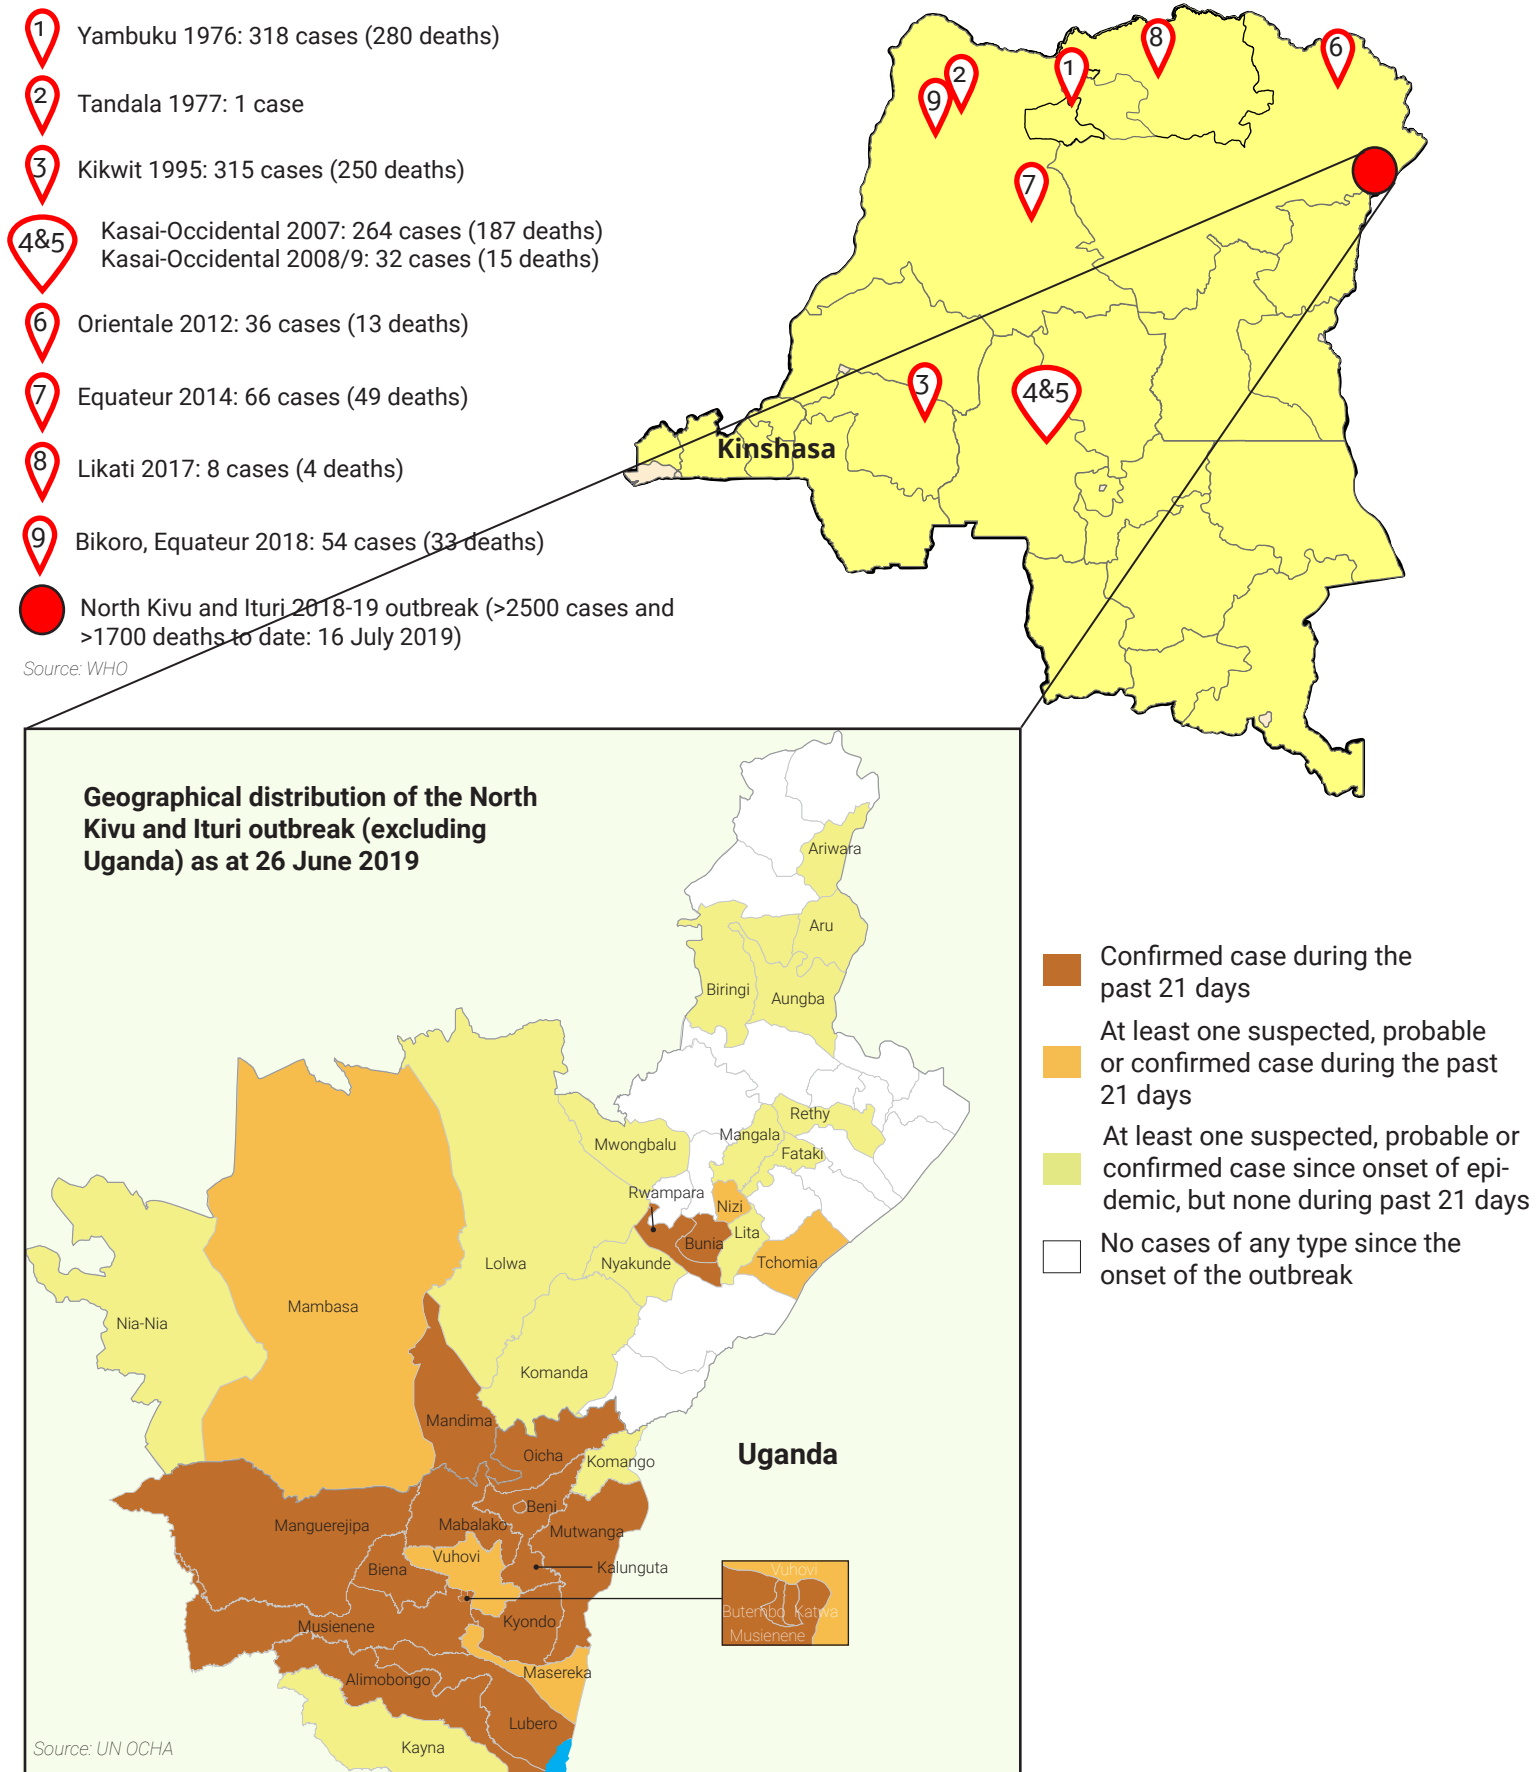 1
Yambuku 1976: 318 cases (280 deaths)
2
Tandala 1977: 1 case
3
Kikwit 1995: 315 cases (250 deaths)
4&5
Kasai-Occidental 2007: 264 cases (187 deaths)
Kasai-Occidental 2008/9: 32 cases (15 deaths)
6
Orientale 2012: 36 cases (13 deaths)
7
Equateur 2014: 66 cases (49 deaths)
8
Likati 2017: 8 cases (4 deaths)
9
Bikoro, Equateur 2018: 54 cases (33 deaths)
North Kivu and Ituri 2018-19 outbreak (>2500 cases and
>1700 deaths to date: 16 July 2019)
Source: WHO
8
6
1
2
9
7
3
4&5
Kinshasa
Geographical distribution of the North
Kivu and Ituri outbreak (excluding
Uganda) as at 26 June 2019
Ariwara
Aru
Biringi
Aungba
Rethy
Mangala
Mwongbalu
Fataki
Rwampara
Nizi
Lita
Bunia
Nyakunde
Tchomia
Lolwa
Mambasa
Nia-Nia
Komanda
Mandima
Oicha
Komango
Uganda
Beni
Manguerejipa
Mabalako
Mutwanga
Vuhovi
Biena
Kalunguta
Vuhovi
Butembo
Katwa
Musienene
Kyondo
Musienene
Masereka
Alimobongo
Lubero
Kayna
Source: UN OCHA
Confirmed case during the
past 21 days
At least one suspected, probable
or confirmed case during the past
21 days
At least one suspected, probable or
confirmed case since onset of epi-
demic, but none during past 21 days
No cases of any type since the
onset of the outbreak